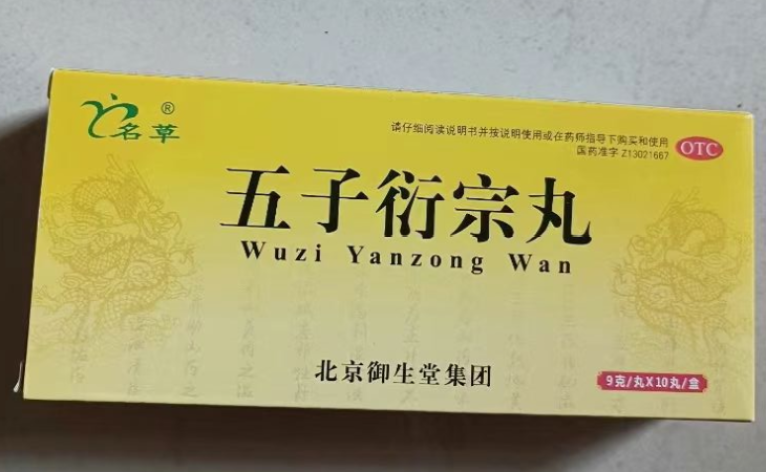 名草®
请仔细阅读说明书并按说明使用或在药师指导下购买和使用
国药准字Z13021667
OTC
五子衍宗丸
Wuzi Yanzong Wan
北京御生堂集团
9克/丸X10丸/盒